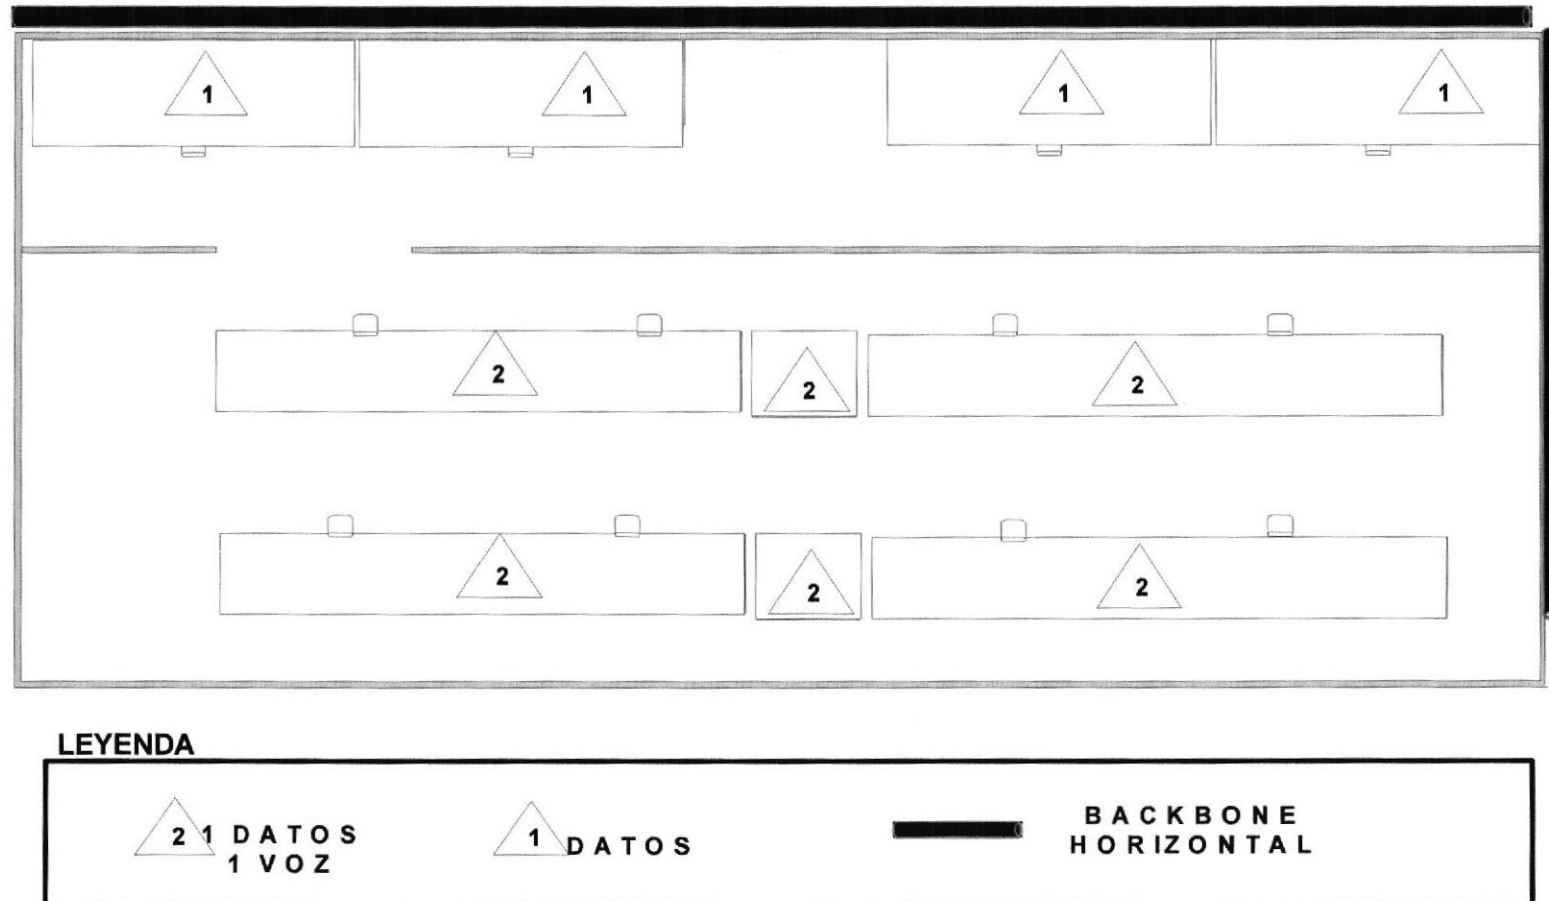 1 1 1 1
2 2 2
2 2 2
LEYENDA
2 1 DATOS
1 VOZ
1 DATOS
BACKBONE
HORIZONTAL